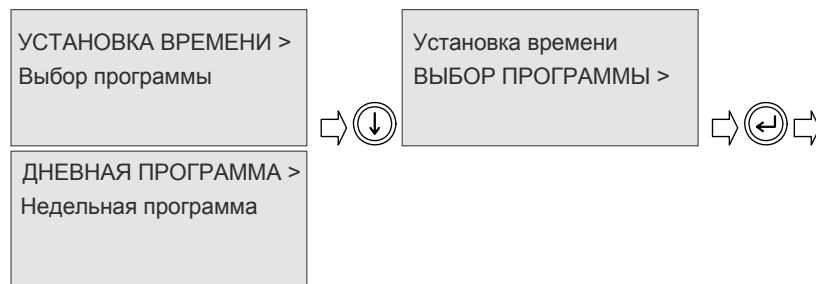 УСТАНОВКА ВРЕМЕНИ >
Выбор программы
Установка времени
ВЫБОР ПРОГРАММЫ >
ДНЕВНАЯ ПРОГРАММА >
Недельная программа